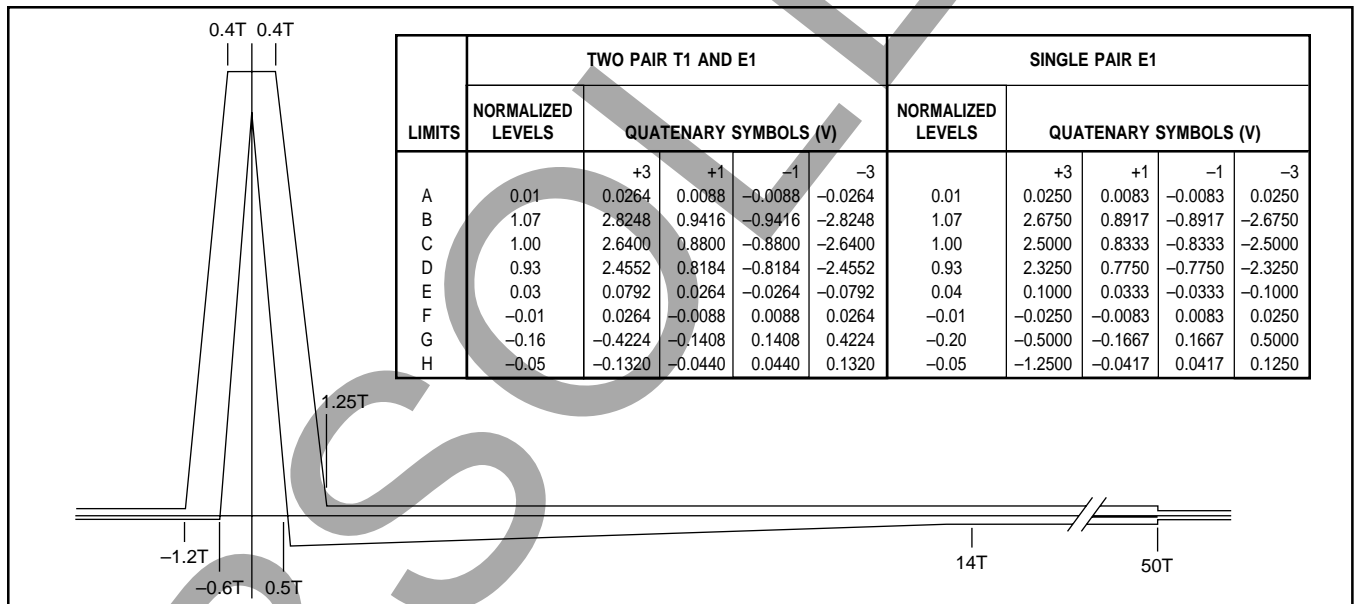 0.4T 0.4T
TWO PAIR T1 AND E1 SINGLE PAIR E1
LIMITS NORMALIZED LEVELS QUATENARY SYMBOLS (V) NORMALIZED LEVELS QUATENARY SYMBOLS (V)
+3 +1 –1 –3 +3 +1 –1 –3
A 0.01 0.0264 0.0088 –0.0088 –0.0264 0.01 0.0250 0.0083 –0.0083 0.0250
B 1.07 2.8248 0.9416 –0.9416 –2.8248 1.07 2.6750 0.8917 –0.8917 –2.6750
C 1.00 2.6400 0.8800 –0.8800 –2.6400 1.00 2.5000 0.8333 –0.8333 –2.5000
D 0.93 2.4552 0.8184 –0.8184 –2.4552 0.93 2.3250 0.7750 –0.7750 –2.3250
E 0.03 0.0792 0.0264 –0.0264 –0.0792 0.04 0.1000 0.0333 –0.0333 –0.1000
F –0.01 0.0264 –0.0088 0.0088 0.0264 –0.01 –0.0250 –0.0083 0.0083 0.0250
G –0.16 –0.4224 –0.1408 0.1408 0.4224 –0.20 –0.5000 –0.1667 0.1667 0.5000
H –0.05 –0.1320 –0.0440 0.0440 0.1320 –0.05 –1.2500 –0.0417 0.0417 0.1250
1.25T
–1.2T
14T
50T
–0.6T 0.5T